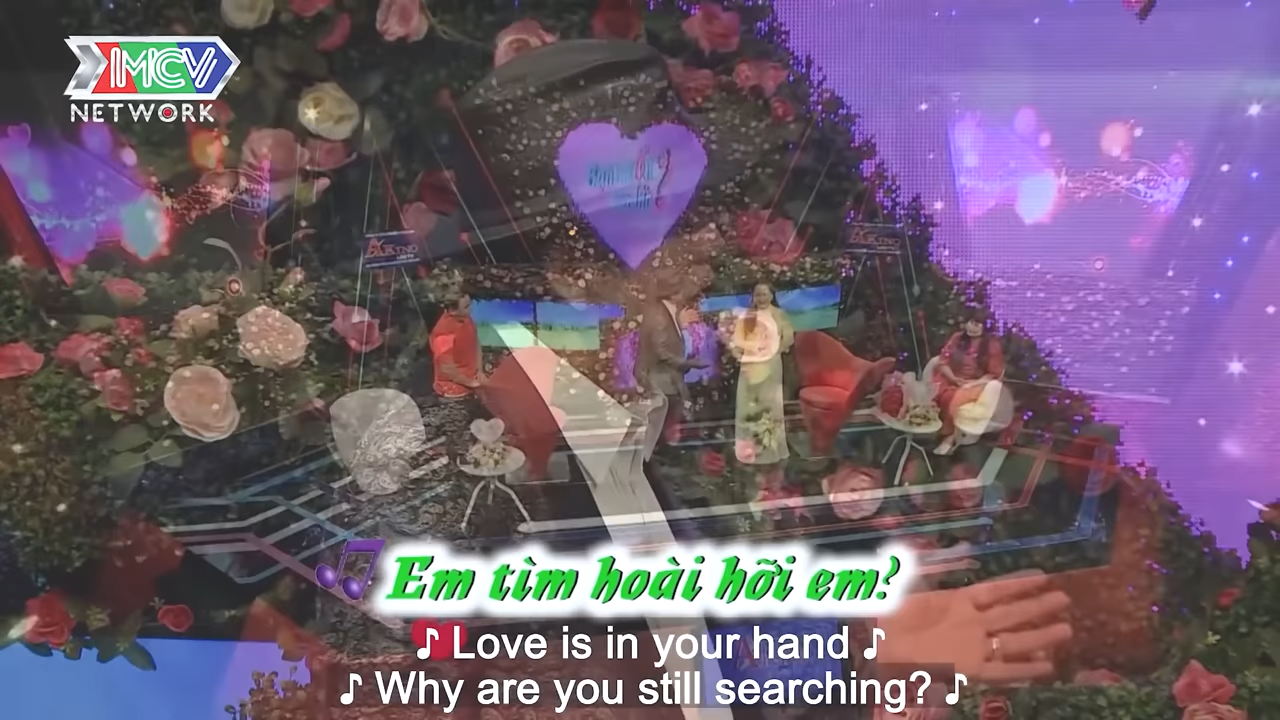 MCV
NETWORK
Em tìm hoài hỡi em?
♪ Love is in your hand ♪
♪ Why are you still searching? ♪